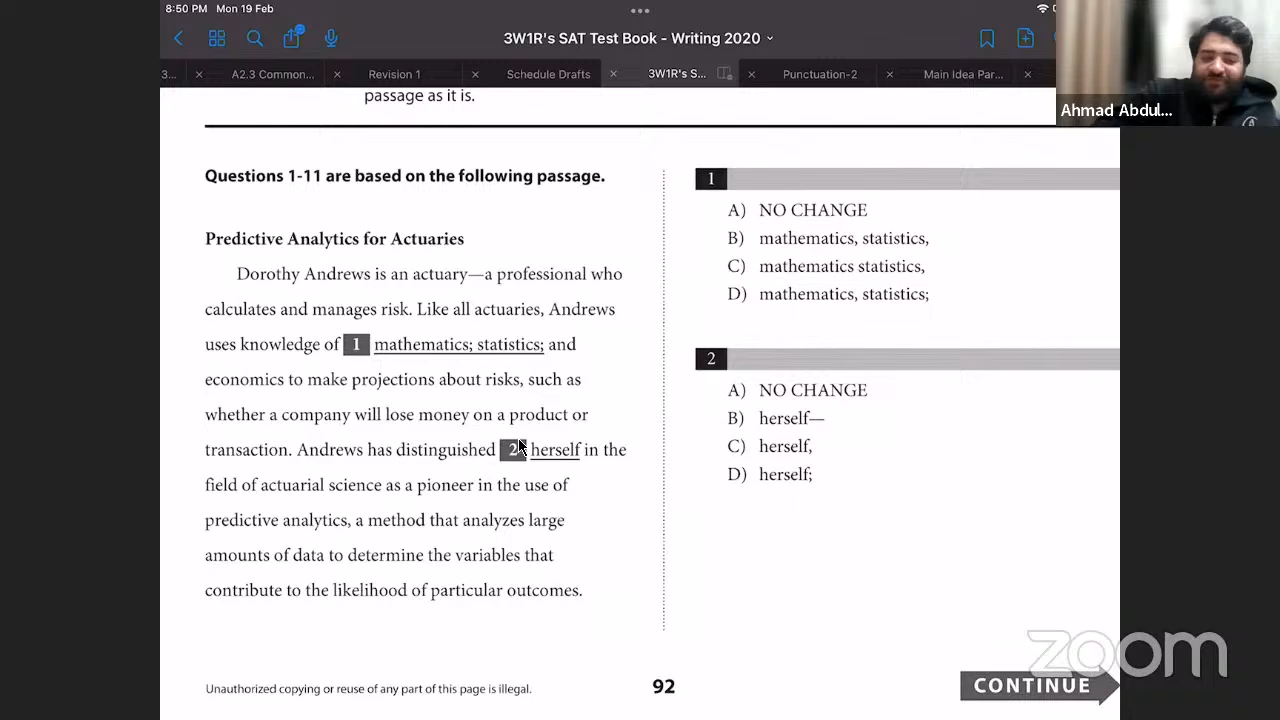 8:50 PM Mon 19 Feb
3W1R's SAT Test Book - Writing 2020
3...
A2.3 Common...
Revision 1
Schedule Drafts
3W1R's S...
Punctuation-2
Main Idea Par...
Ahmad Abdul...
passage as it is.
Questions 1-11 are based on the following passage.
Predictive Analytics for Actuaries
Dorothy Andrews is an actuary—a professional who
calculates and manages risk. Like all actuaries, Andrews
uses knowledge of 1 mathematics; statistics; and
economics to make projections about risks, such as
whether a company will lose money on a product or
transaction. Andrews has distinguished 2 herself in the
field of actuarial science as a pioneer in the use of
predictive analytics, a method that analyzes large
amounts of data to determine the variables that
contribute to the likelihood of particular outcomes.
1
A) NO CHANGE
B) mathematics, statistics,
C) mathematics statistics,
D) mathematics, statistics;
2
A) NO CHANGE
B) herself—
C) herself,
D) herself;
Unauthorized copying or reuse of any part of this page is illegal.
92
CONTINUE
zoom